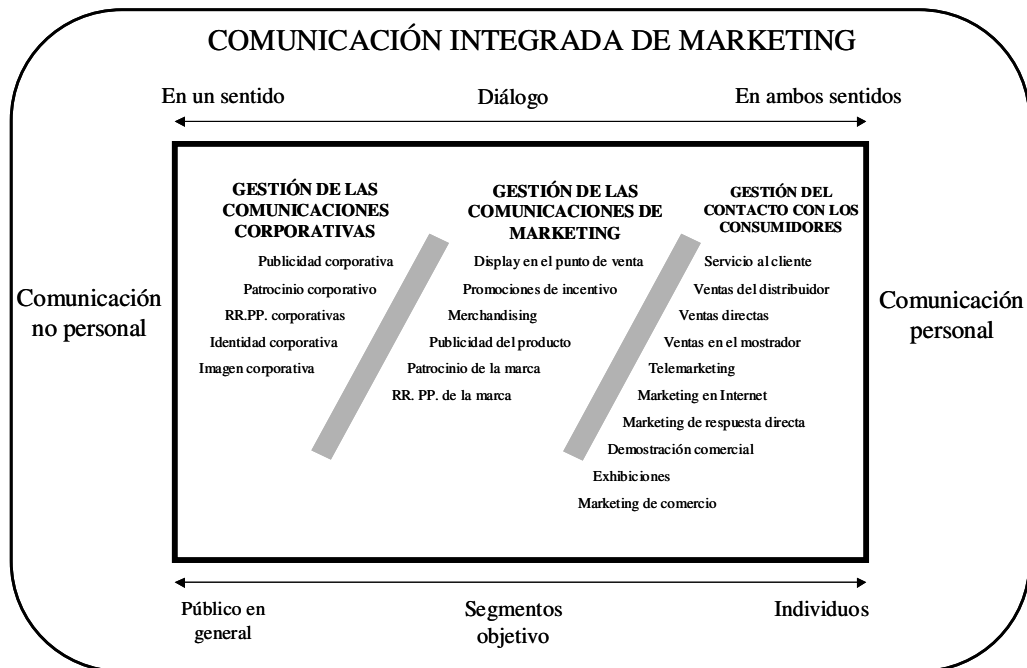 COMUNICACIÓN INTEGRADA DE MARKETING
En un sentido
Diálogo
En ambos sentidos
Comunicación
no personal
GESTIÓN DE LAS
COMUNICACIONES
CORPORATIVAS
Publicidad corporativa
Patrocinio corporativo
RR.PP. corporativas
Identidad corporativa
Imagen corporativa
GESTIÓN DE LAS
COMUNICACIONES DE
MARKETING
Display en el punto de venta
Promociones de incentivo
Merchandising
Publicidad del producto
Patrocinio de la marca
RR. PP. de la marca
GESTIÓN DEL
CONTACTO CON LOS
CONSUMIDORES
Servicio al cliente
Ventas del distribuidor
Ventas directas
Ventas en el mostrador
Telemarketing
Marketing en Internet
Marketing de respuesta directa
Demostración comercial
Exhibiciones
Marketing de comercio
Comunicación
personal
Público en
general
Segmentos
objetivo
Individuos